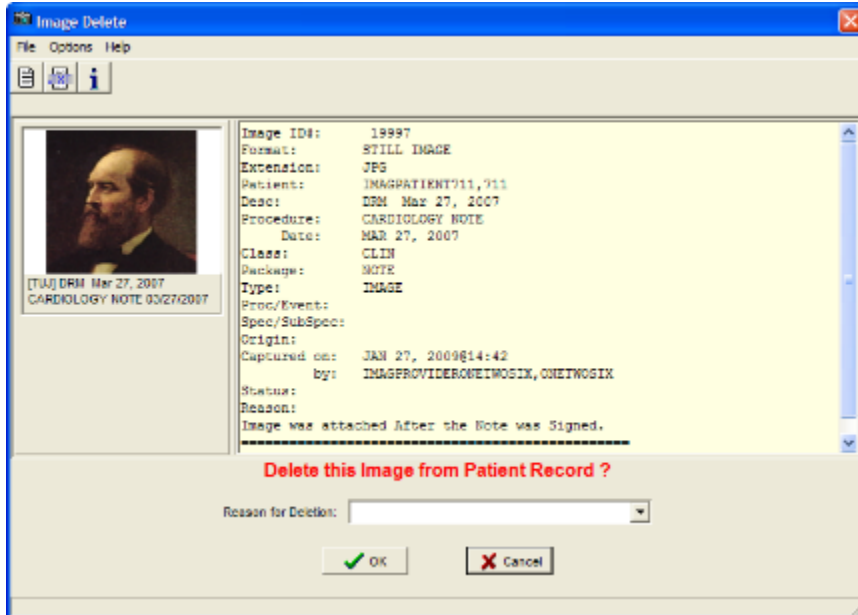 Image Delete
File Options Help
[TUJ] DRM Mar 27, 2007
CARDIOLOGY NOTE 03/27/2007
Image ID#: 19997
Format: STILL IMAGE
Extension: JPG
Patient: IMAGPATIENT711,711
Desc: DRM Mar 27, 2007
Procedure: CARDIOLOGY NOTE
Date: MAR 27, 2007
Class: CLIN
Package: NOTE
Type: IMAGE
Proc/Event:
Spec/SubSpec:
Origin:
Captured on: JAN 27, 2009@14:42
by: IMAGPROVIDERONETWOSIX,ONETWOSIX
Status:
Reason:
Image was attached After the Note was Signed.
Delete this Image from Patient Record ?
Reason for Deletion:
OK Cancel